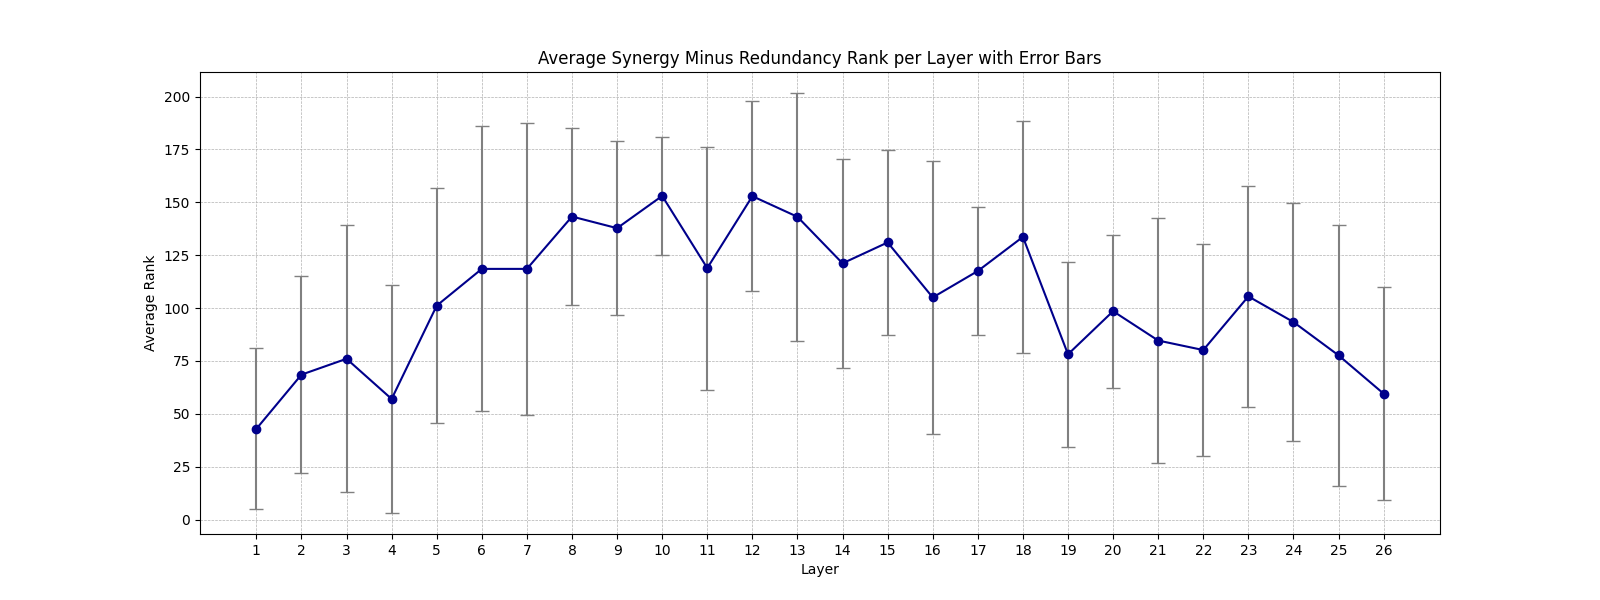 Average Synergy Minus Redundancy Rank per Layer with Error Bars
200
175
150
125
100
75
50
25
0
Average Rank
1 2 3 4 5 6 7 8 9 10 11 12 13 14 15 16 17 18 19 20 21 22 23 24 25 26
Layer